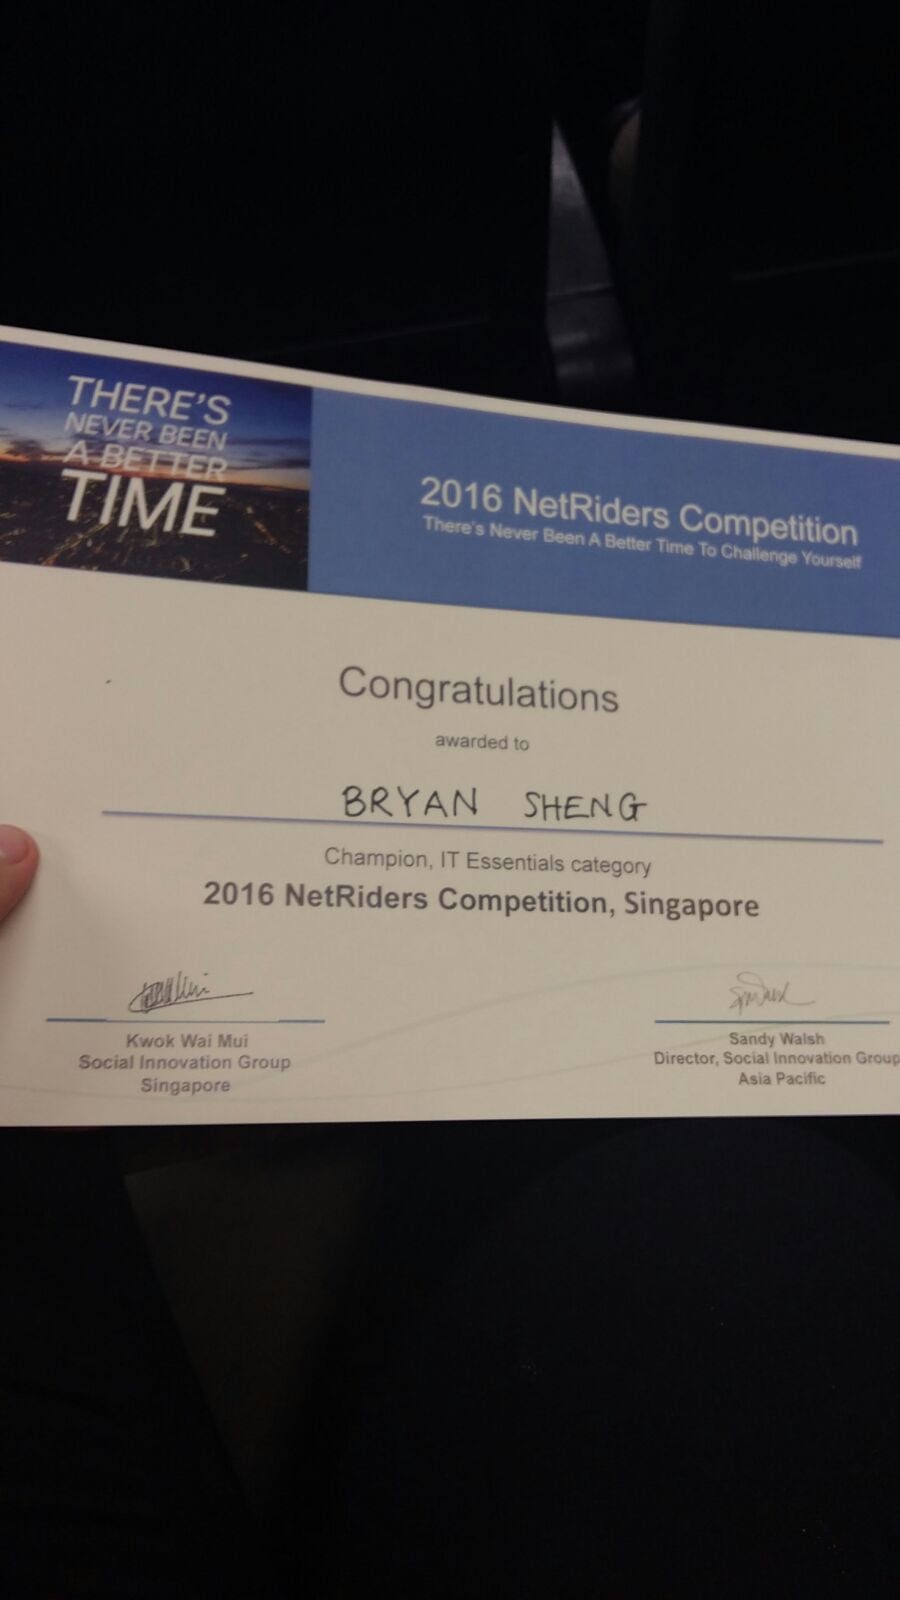 THERE'S
NEVER BEEN
A BETTER
TIME
2016 NetRiders Competition
There's Never Been A Better Time To Challenge Yourself
Congratulations
awarded to
BRYAN SHENG
Champion, IT Essentials category
2016 NetRiders Competition, Singapore
Kwok Wai Mui
Social Innovation Group
Singapore
Sandy Walsh
Director, Social Innovation Group
Asia Pacific